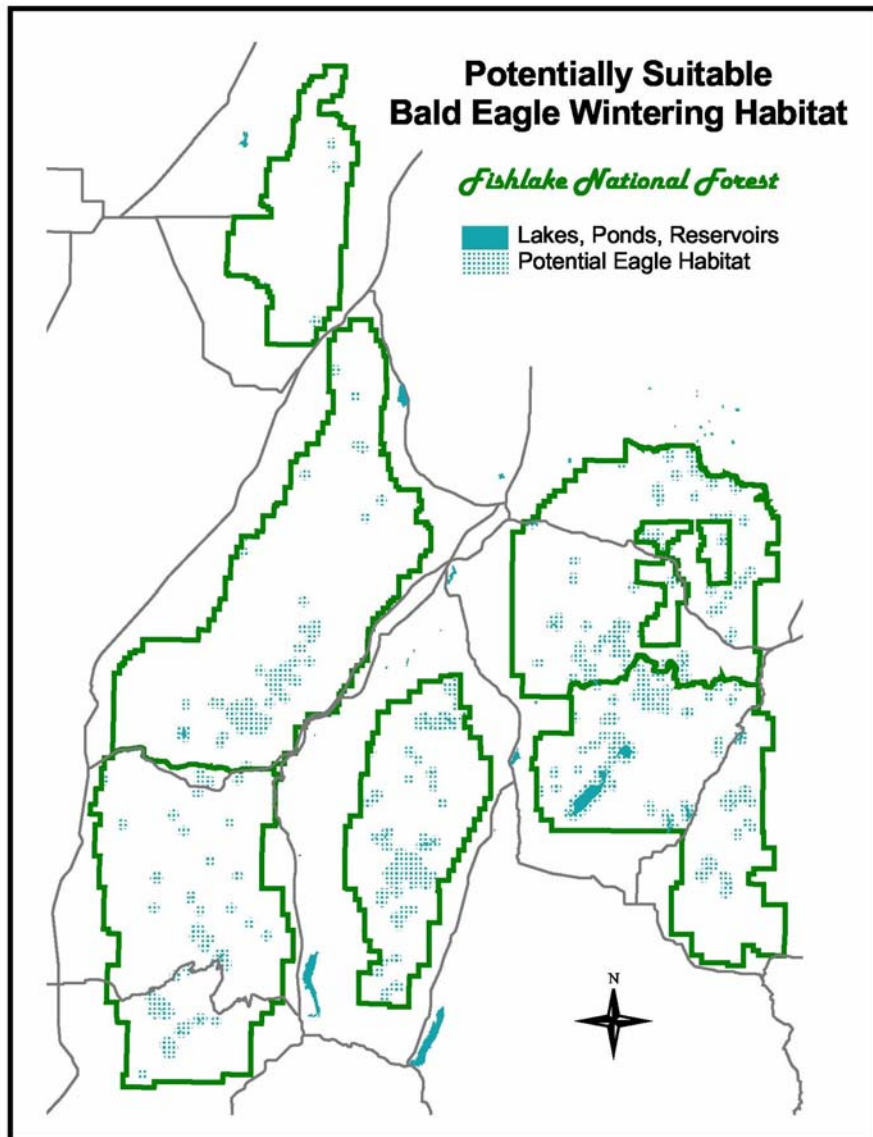 Potentially Suitable
Bald Eagle Wintering Habitat
Fishlake National Forest
Lakes, Ponds, Reservoirs
Potential Eagle Habitat
N